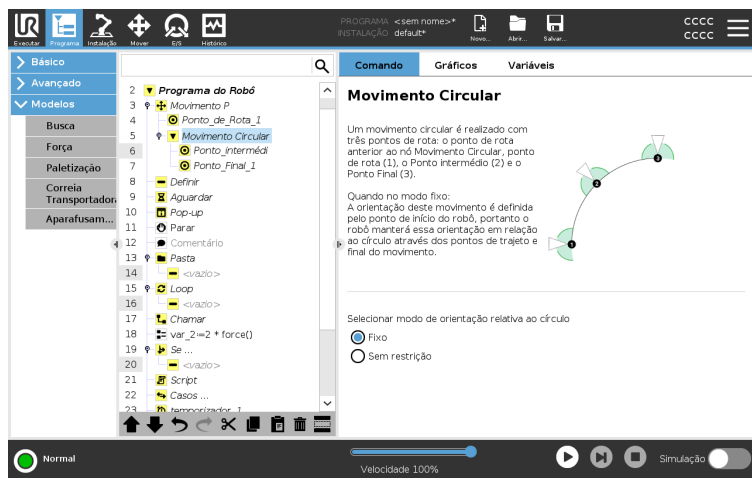 UR
Executar
Programa
Instalação
Mover
E/S
Histórico
PROGRAMA <sem nome>*
INSTALAÇÃO default*
Novo...
Abrir...
Salvar...
cccc
cccc
Básico
Avançado
Modelos
Busca
Força
Paletização
Correia
Transportadora
Aparafusam...
2 Programa do Robô
3 Movimento P
4 Ponto_de_Rota_1
5 Movimento Circular
6 Ponto_intermédi
7 Ponto_Final_1
8 Definir
9 Aguardar
10 Pop-up
11 Parar
12 Comentário
13 Pasta
14 <vazio>
15 Loop
16 <vazio>
17 Chamar
18 var_2:=2 * force()
19 Se ...
20 <vazio>
21 Script
22 Casos ...
23 temporizador_1
Comando
Gráficos
Variáveis
Movimento Circular
Um movimento circular é realizado com
três pontos de rota: o ponto de rota
anterior ao nó Movimento Circular, ponto
de rota (1), o Ponto intermédio (2) e o
Ponto Final (3).
Quando no modo fixo:
A orientação deste movimento é definida
pelo ponto de início do robô, portanto o
robô manterá essa orientação em relação
ao círculo através dos pontos de trajeto e
final do movimento.
1
2
3
Selecionar modo de orientação relativa ao círculo
Fixo
Sem restrição
Normal
Velocidade 100%
Simulação